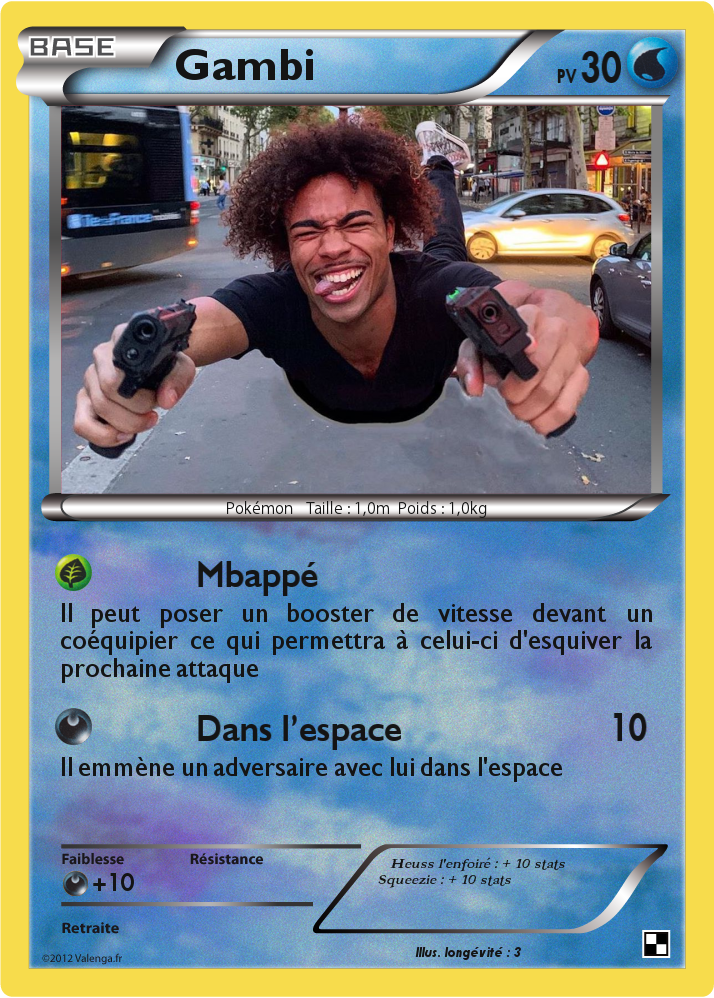 BASE
Gambi
PV 30
IledeFrance
Pokémon Taille : 1,0m Poids : 1,0kg
Mbappé
Il peut poser un booster de vitesse devant un
coéquipier ce qui permettra à celui-ci d'esquiver la
prochaine attaque
Dans l’espace 10
Il emmène un adversaire avec lui dans l'espace
Faiblesse Résistance
+10
Heuss l'enfoiré : + 10 stats
Squeezie : + 10 stats
Retraite
Illus. longévité : 3
©2012 Valenga.fr